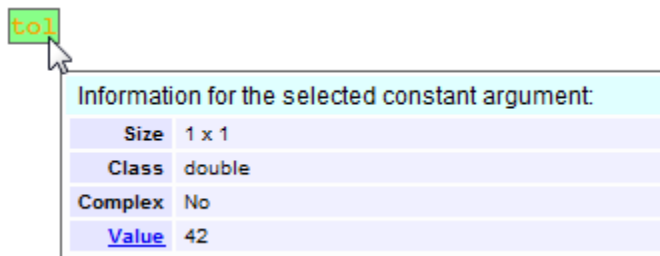 tol
Information for the selected constant argument:
Size 1 x 1
Class double
Complex No
Value 42